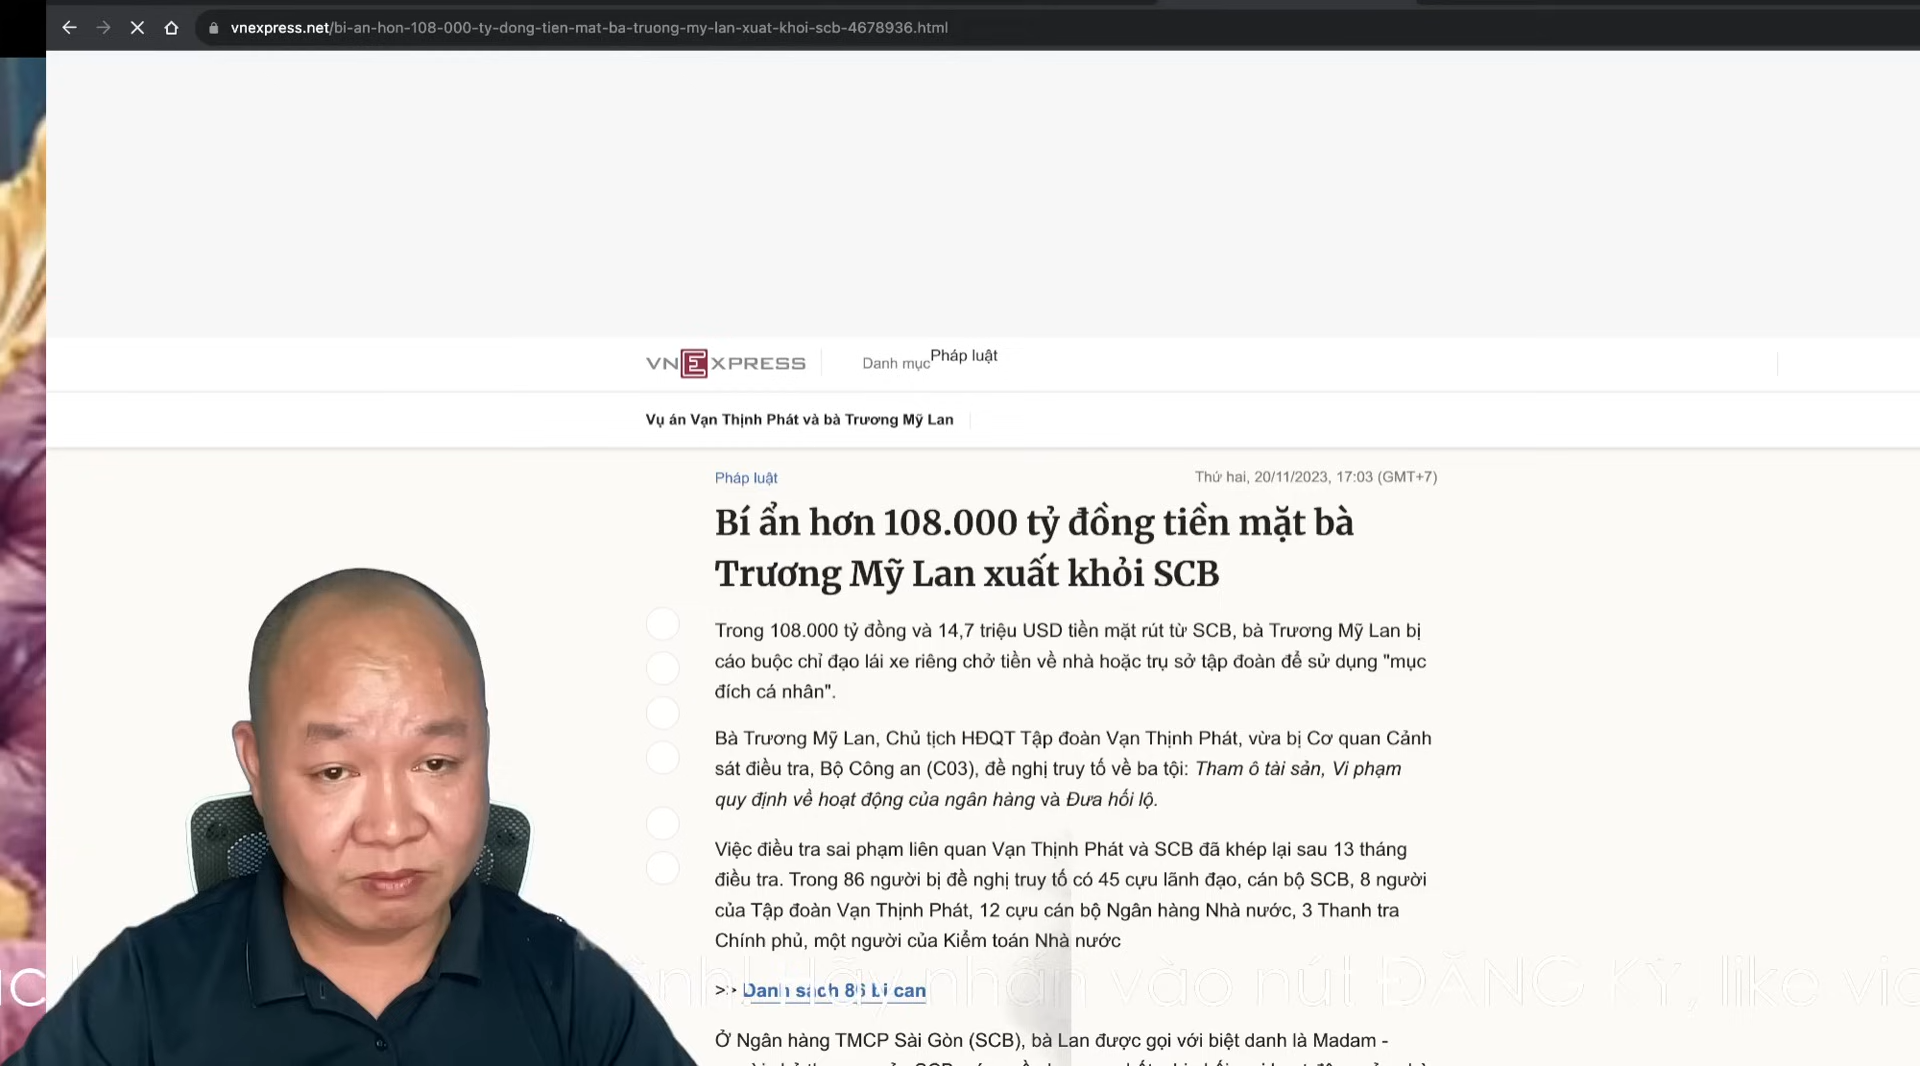 vnexpress.net/bi-an-hon-108-000-ty-dong-tien-mat-ba-truong-my-lan-xuat-khoi-scb-4678936.html
VNEXPRESS
Danh mục
Pháp luật
Vụ án Vạn Thịnh Phát và bà Trương Mỹ Lan
Pháp luật
Thứ hai, 20/11/2023, 17:03 (GMT+7)
Bí ẩn hơn 108.000 tỷ đồng tiền mặt bà
Trương Mỹ Lan xuất khỏi SCB
Trong 108.000 tỷ đồng và 14,7 triệu USD tiền mặt rút từ SCB, bà Trương Mỹ Lan bị
cáo buộc chỉ đạo lái xe riêng chở tiền về nhà hoặc trụ sở tập đoàn để sử dụng "mục
đích cá nhân".
Bà Trương Mỹ Lan, Chủ tịch HĐQT Tập đoàn Vạn Thịnh Phát, vừa bị Cơ quan Cảnh
sát điều tra, Bộ Công an (C03), đề nghị truy tố về ba tội: Tham ô tài sản, Vi phạm
quy định về hoạt động của ngân hàng và Đưa hối lộ.
Việc điều tra sai phạm liên quan Vạn Thịnh Phát và SCB đã khép lại sau 13 tháng
điều tra. Trong 86 người bị đề nghị truy tố có 45 cựu lãnh đạo, cán bộ SCB, 8 người
của Tập đoàn Vạn Thịnh Phát, 12 cựu cán bộ Ngân hàng Nhà nước, 3 Thanh tra
Chính phủ, một người của Kiểm toán Nhà nước
Hãy nhấn vào nút ĐĂNG KÝ, like
>> Danh sách 86 bị can
Ở Ngân hàng TMCP Sài Gòn (SCB), bà Lan được gọi với biệt danh là Madam -